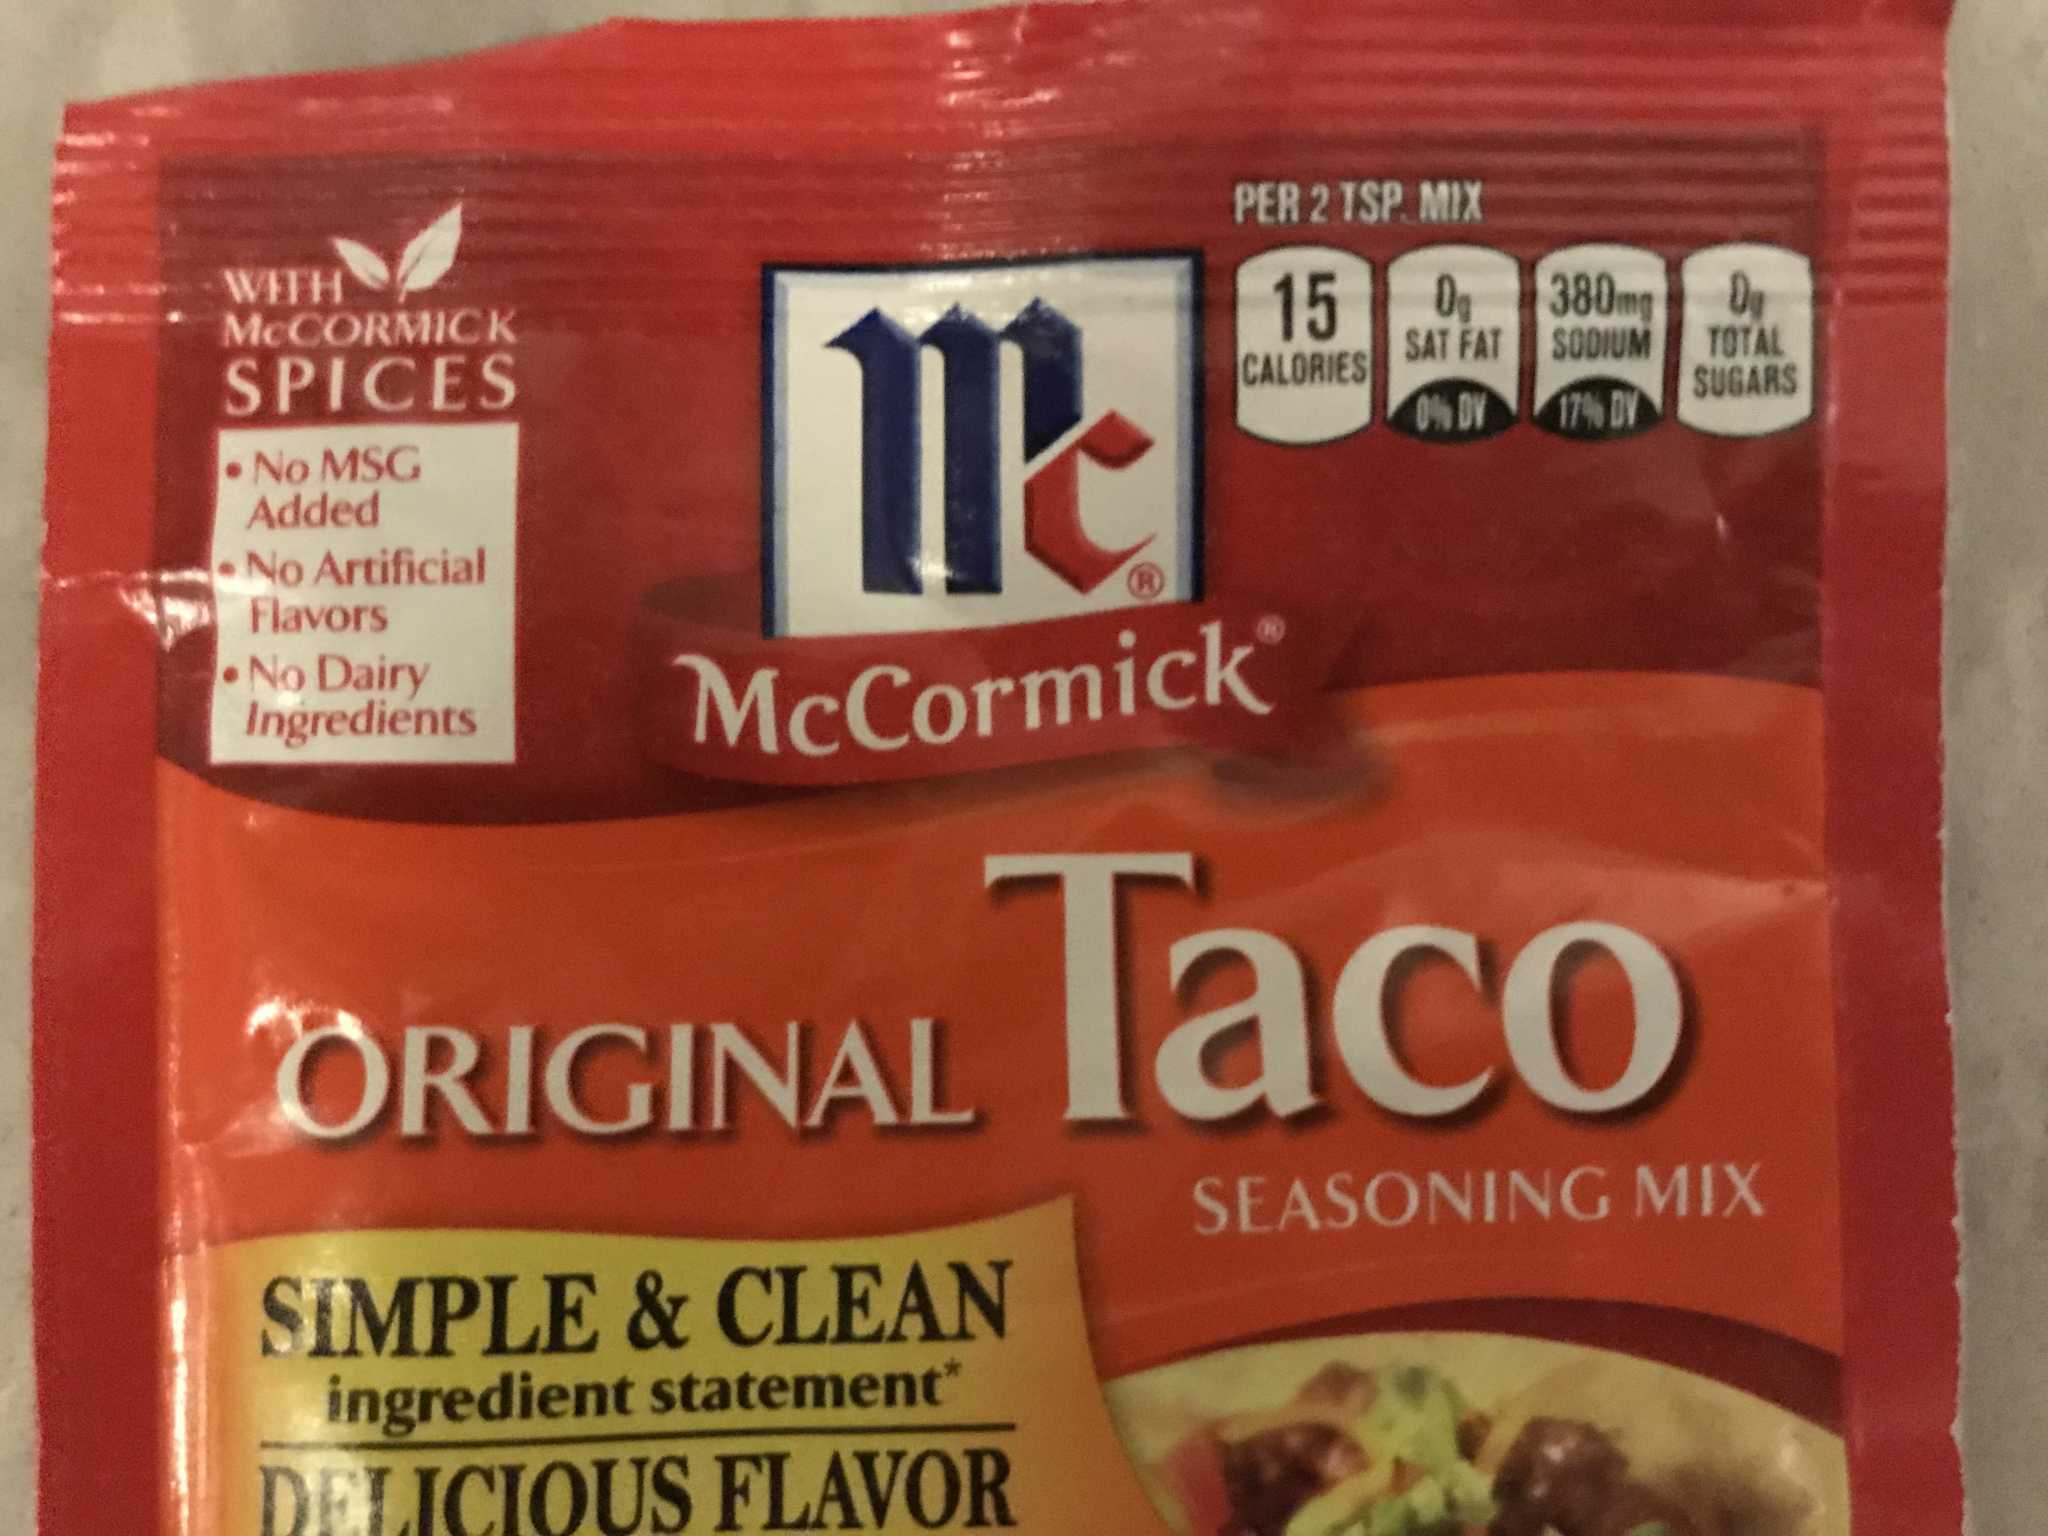 WITH
McCORMICK
SPICES
• No MSG
Added
• No Artificial
Flavors
• No Dairy
Ingredients
mc®
McCormick®
PER 2 TSP. MIX
15
CALORIES
0g
SAT FAT
0% DV
380mg
SODIUM
17% DV
0g
TOTAL
SUGARS
ORIGINAL Taco
SEASONING MIX
SIMPLE & CLEAN
ingredient statement*
DELICIOUS FLAVOR